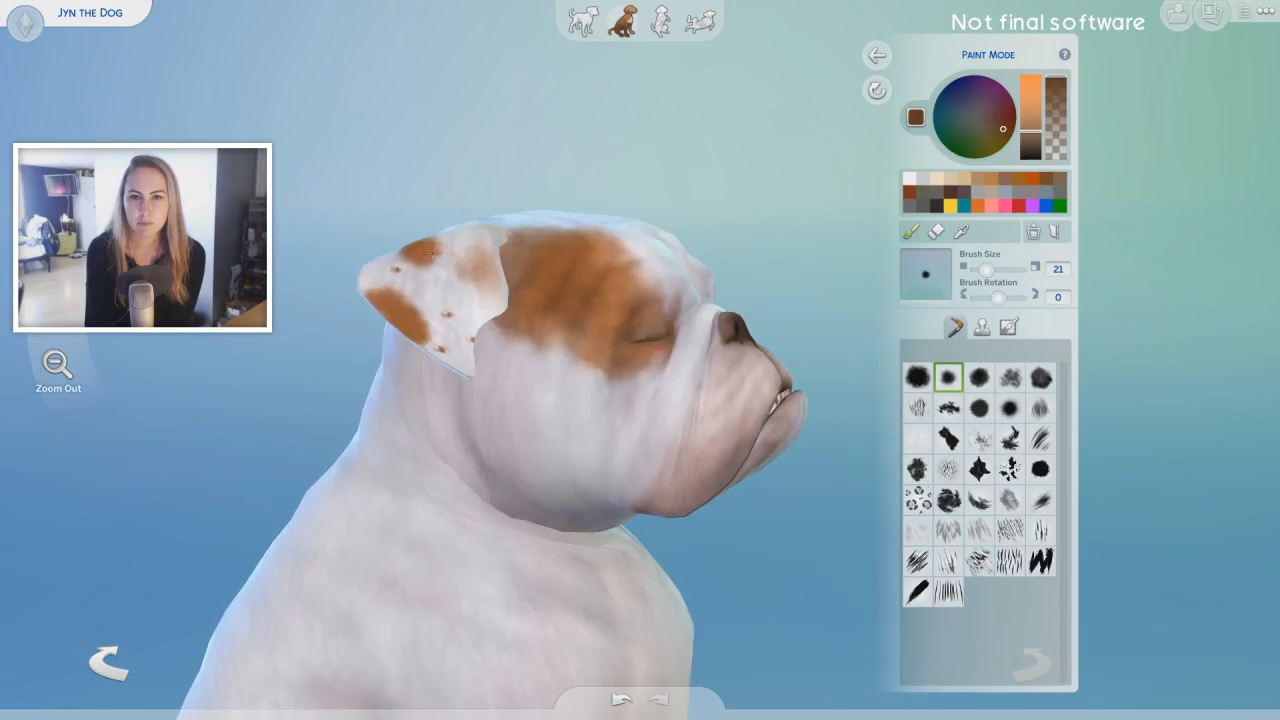 Jyn the Dog
Not final software
Paint Mode
?
Brush Size
21
Brush Rotation
0
Zoom Out